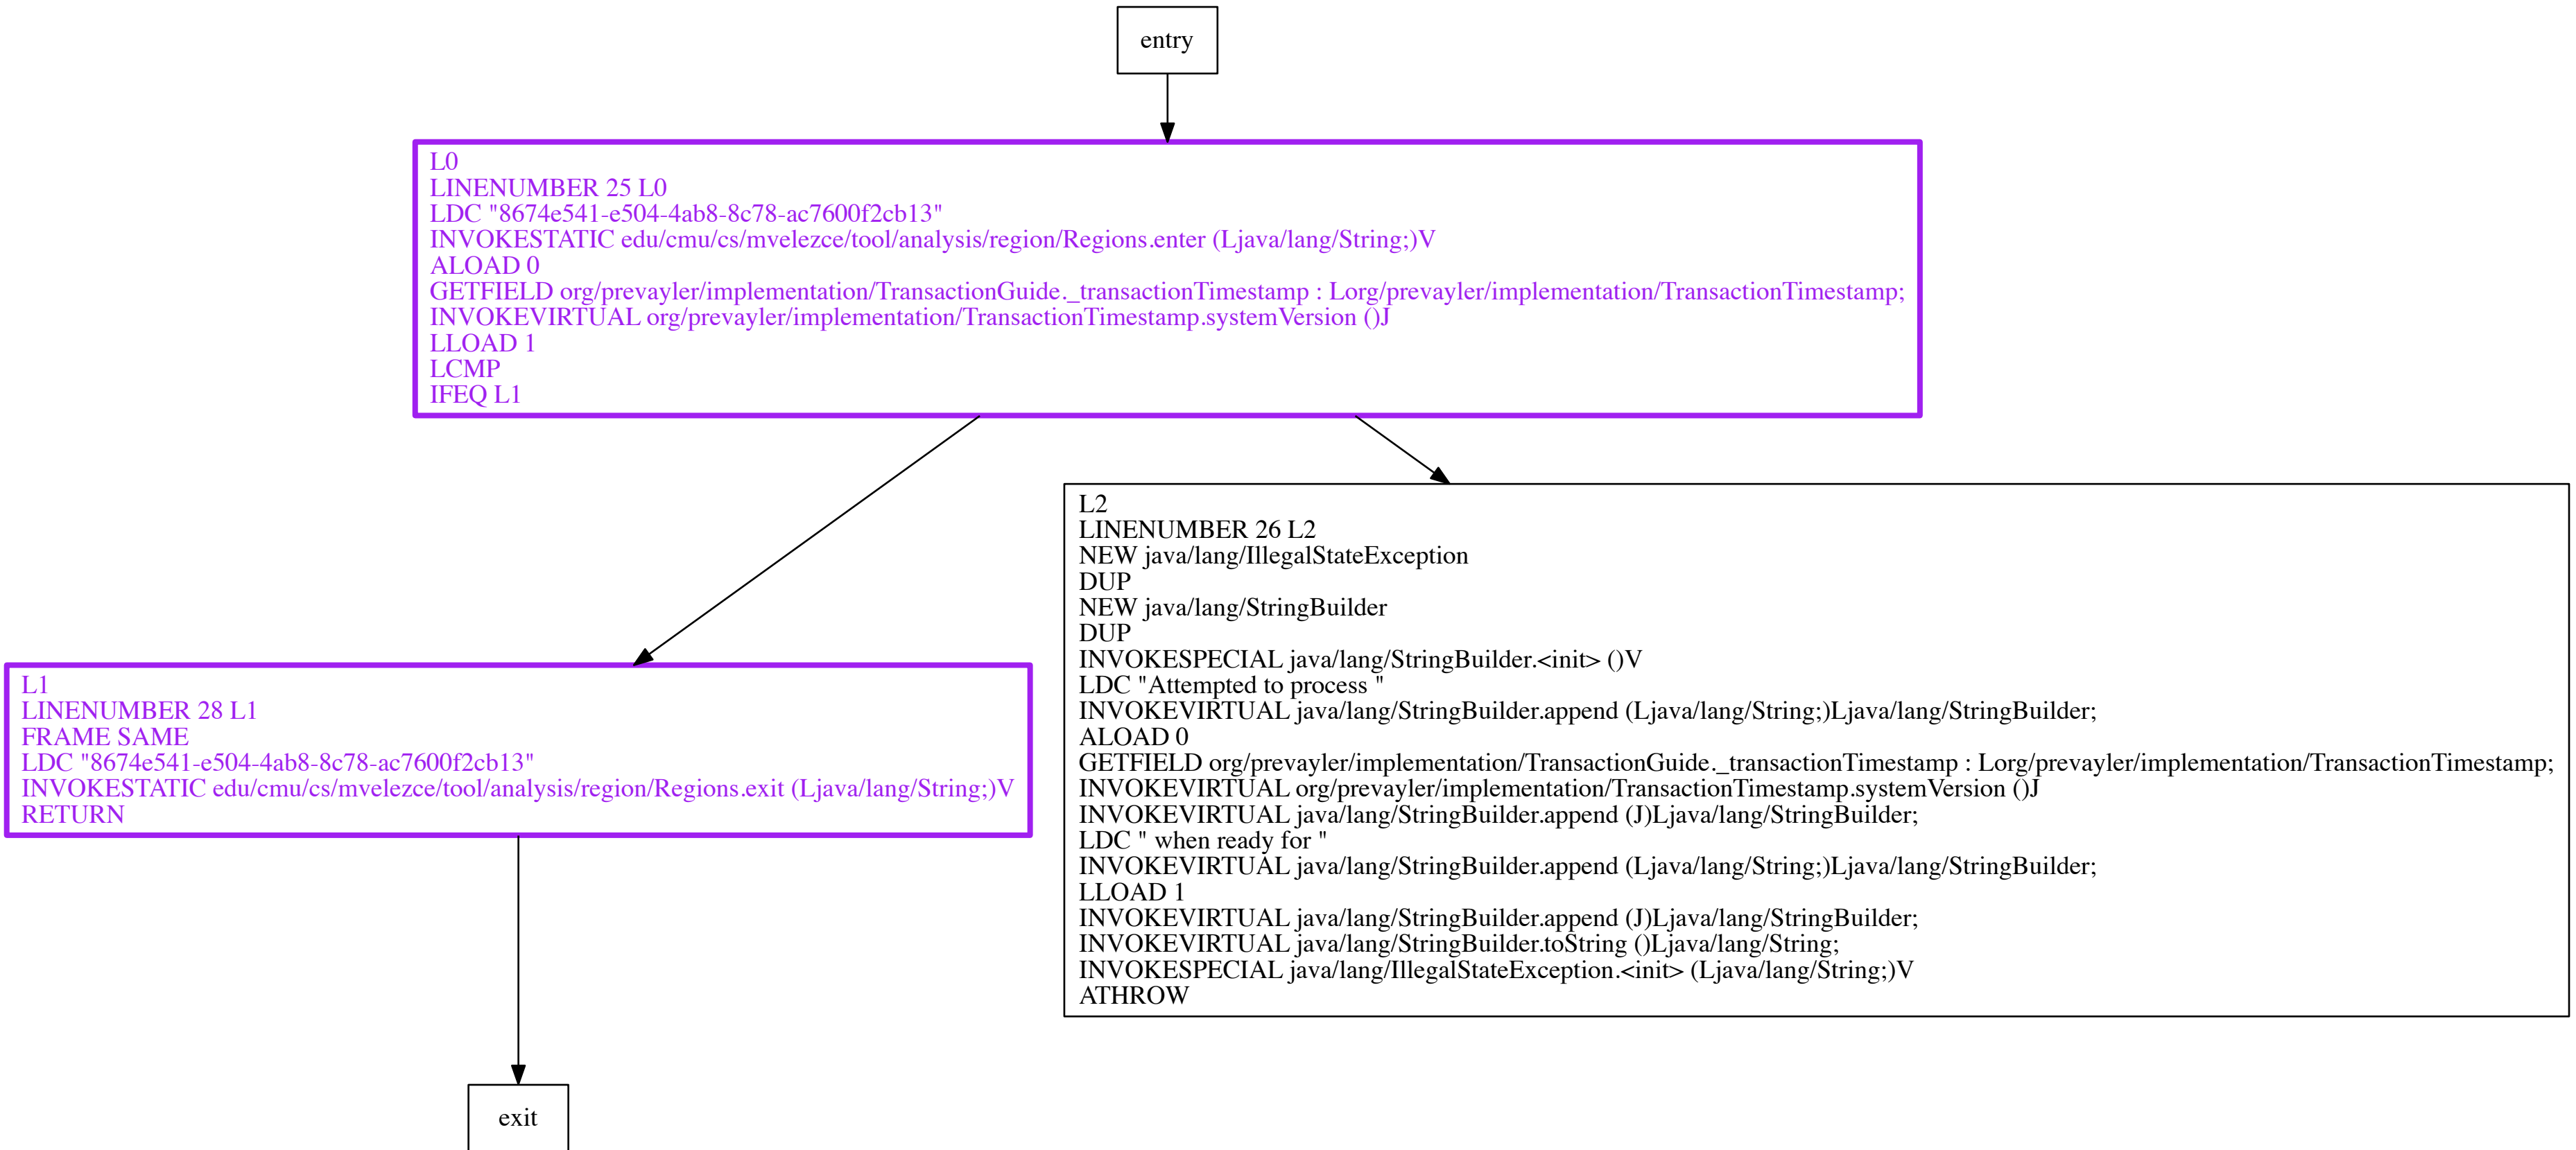 entry
L0
LINENUMBER 25 L0
LDC "8674e541-e504-4ab8-8c78-ac7600f2cb13"
INVOKESTATIC edu/cmu/cs/mvelezce/tool/analysis/region/Regions.enter (Ljava/lang/String;)V
ALOAD 0
GETFIELD org/prevayler/implementation/TransactionGuide._transactionTimestamp : Lorg/prevayler/implementation/TransactionTimestamp;
INVOKEVIRTUAL org/prevayler/implementation/TransactionTimestamp.systemVersion ()J
LLOAD 1
LCMP
IFEQ L1
L2
LINENUMBER 26 L2
NEW java/lang/IllegalStateException
DUP
NEW java/lang/StringBuilder
DUP
INVOKESPECIAL java/lang/StringBuilder.<init> ()V
LDC "Attempted to process "
INVOKEVIRTUAL java/lang/StringBuilder.append (Ljava/lang/String;)Ljava/lang/StringBuilder;
ALOAD 0
GETFIELD org/prevayler/implementation/TransactionGuide._transactionTimestamp : Lorg/prevayler/implementation/TransactionTimestamp;
INVOKEVIRTUAL org/prevayler/implementation/TransactionTimestamp.systemVersion ()J
INVOKEVIRTUAL java/lang/StringBuilder.append (J)Ljava/lang/StringBuilder;
LDC " when ready for "
INVOKEVIRTUAL java/lang/StringBuilder.append (Ljava/lang/String;)Ljava/lang/StringBuilder;
LLOAD 1
INVOKEVIRTUAL java/lang/StringBuilder.append (J)Ljava/lang/StringBuilder;
INVOKEVIRTUAL java/lang/StringBuilder.toString ()Ljava/lang/String;
INVOKESPECIAL java/lang/IllegalStateException.<init> (Ljava/lang/String;)V
ATHROW
L1
LINENUMBER 28 L1
FRAME SAME
LDC "8674e541-e504-4ab8-8c78-ac7600f2cb13"
INVOKESTATIC edu/cmu/cs/mvelezce/tool/analysis/region/Regions.exit (Ljava/lang/String;)V
RETURN
exit